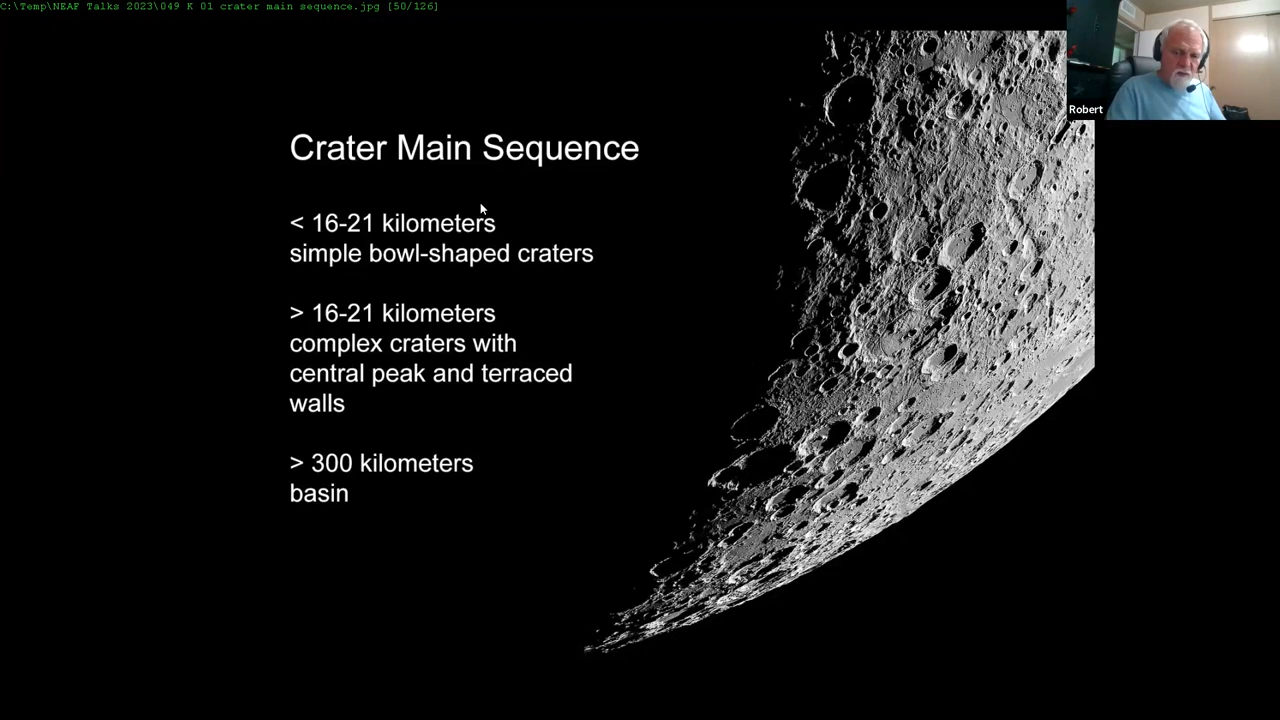 C:\Temp\NEAF Talks 2023\049 K 01 crater main sequence.jpg [50/126]
Robert
Crater Main Sequence
< 16-21 kilometers
simple bowl-shaped craters
> 16-21 kilometers
complex craters with
central peak and terraced
walls
> 300 kilometers
basin